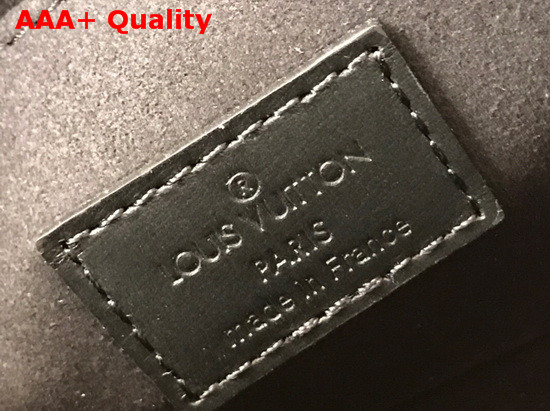 AAA+ Quality
®
LOUIS VUITTON
PARIS
made in France